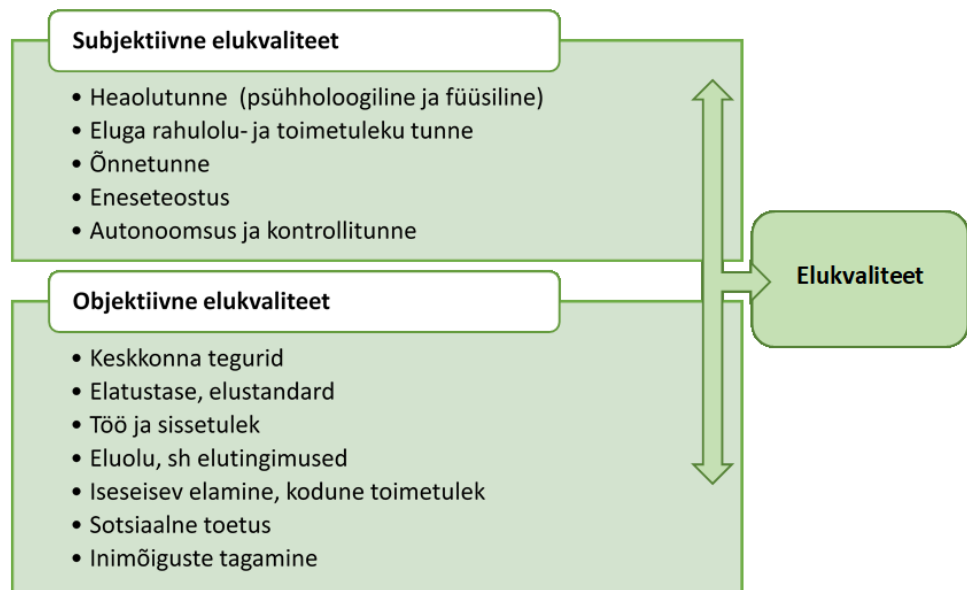 Subjektiivne elukvaliteet
• Heaolutunne (psühholoogiline ja füüsiline)
• Eluga rahulolu- ja toimetuleku tunne
• Õnnetunne
• Eneseteostus
• Autonoomsus ja kontrollitunne
Objektiivne elukvaliteet
• Keskkonna tegurid
• Elatustase, elustandard
• Töö ja sissetulek
• Eluolu, sh elutingimused
• Iseseisev elamine, kodune toimetulek
• Sotsiaalne toetus
• Inimõiguste tagamine
Elukvaliteet